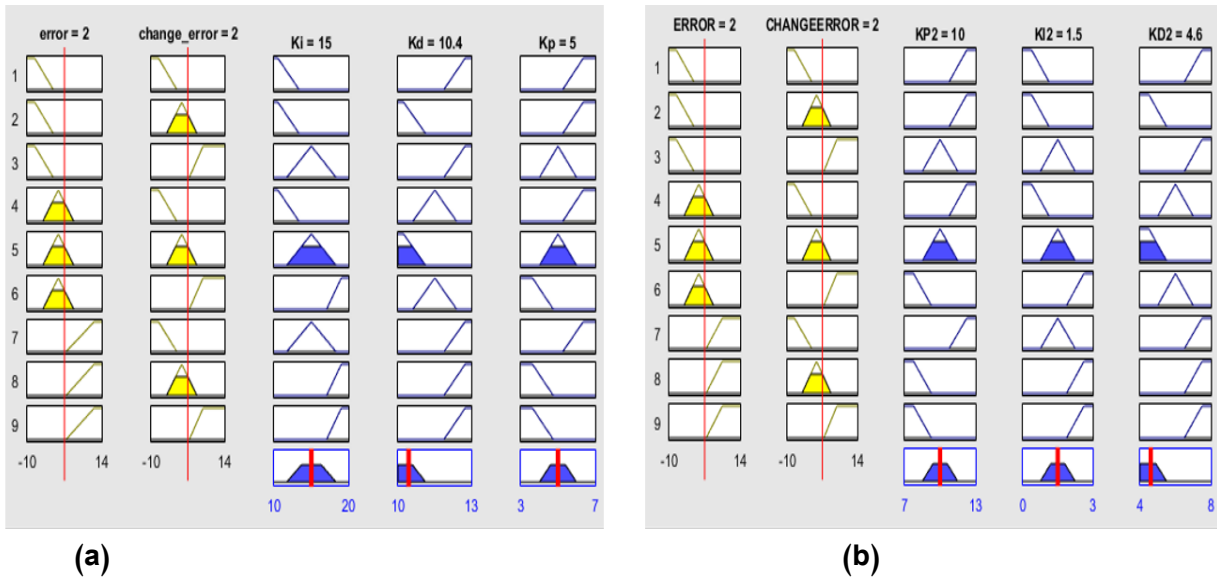 error = 2 change_error = 2 Ki = 15 Kd = 10.4 Kp = 5
1
2
3
4
5
6
7
8
9
-10 14 -10 14
10 20 10 13 3 7
(a)
ERROR = 2 CHANGEERROR = 2 KP2 = 10 KI2 = 1.5 KD2 = 4.6
1
2
3
4
5
6
7
8
9
-10 14 -10 14
7 13 0 3 4 8
(b)